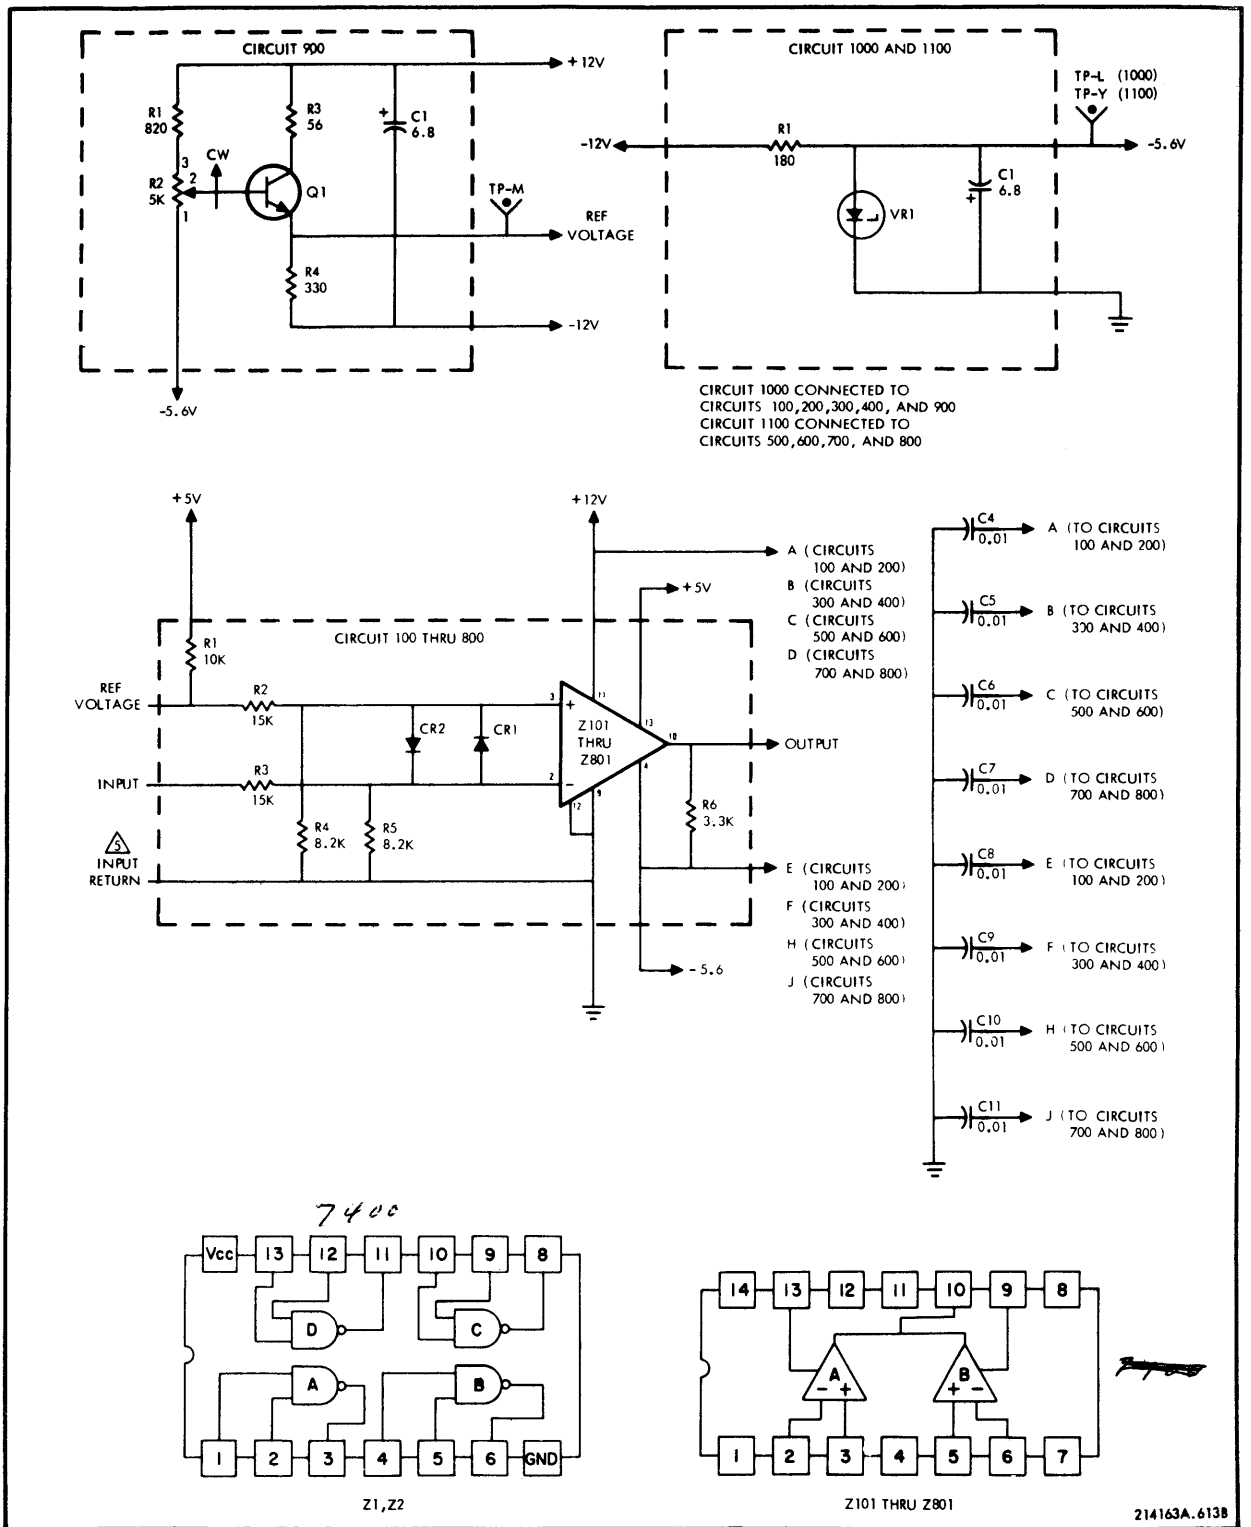 CIRCUIT 900
+12V
R1
820
R3
56
+
C1
6.8
3
CW
2
R2
5K
1
Q1
TP-M
REF
VOLTAGE
R4
330
-12V
-5.6V
CIRCUIT 1000 AND 1100
TP-L (1000)
TP-Y (1100)
-12V
R1
180
-5.6V
C1
6.8
+
VR1
CIRCUIT 1000 CONNECTED TO
CIRCUITS 100,200,300,400, AND 900
CIRCUIT 1100 CONNECTED TO
CIRCUITS 500,600,700, AND 800
+5V
+12V
A (CIRCUITS
100 AND 200)
+5V
B (CIRCUITS
300 AND 400)
C (CIRCUITS
500 AND 600)
D (CIRCUITS
700 AND 800)
CIRCUIT 100 THRU 800
R1
10K
REF
VOLTAGE
R2
15K
CR2
CR1
3
+
11
13
Z101
THRU
Z801
10
OUTPUT
INPUT
R3
15K
2
-
12
9
4
R4
8.2K
R5
8.2K
R6
3.3K
5
INPUT
RETURN
E (CIRCUITS
100 AND 200)
F (CIRCUITS
300 AND 400)
H (CIRCUITS
500 AND 600)
J (CIRCUITS
700 AND 800)
- 5.6
C4
0.01
A (TO CIRCUITS
100 AND 200)
C5
0.01
B (TO CIRCUITS
300 AND 400)
C6
0.01
C (TO CIRCUITS
500 AND 600)
C7
0.01
D (TO CIRCUITS
700 AND 800)
C8
0.01
E (TO CIRCUITS
100 AND 200)
C9
0.01
F (TO CIRCUITS
300 AND 400)
C10
0.01
H (TO CIRCUITS
500 AND 600)
C11
0.01
J (TO CIRCUITS
700 AND 800)
7400
Vcc 13 12 11 10 9 8
D C
A B
1 2 3 4 5 6 GND
Z1,Z2
14 13 12 11 10 9 8
A B
- + + -
1 2 3 4 5 6 7
Z101 THRU Z801
214163A.613B